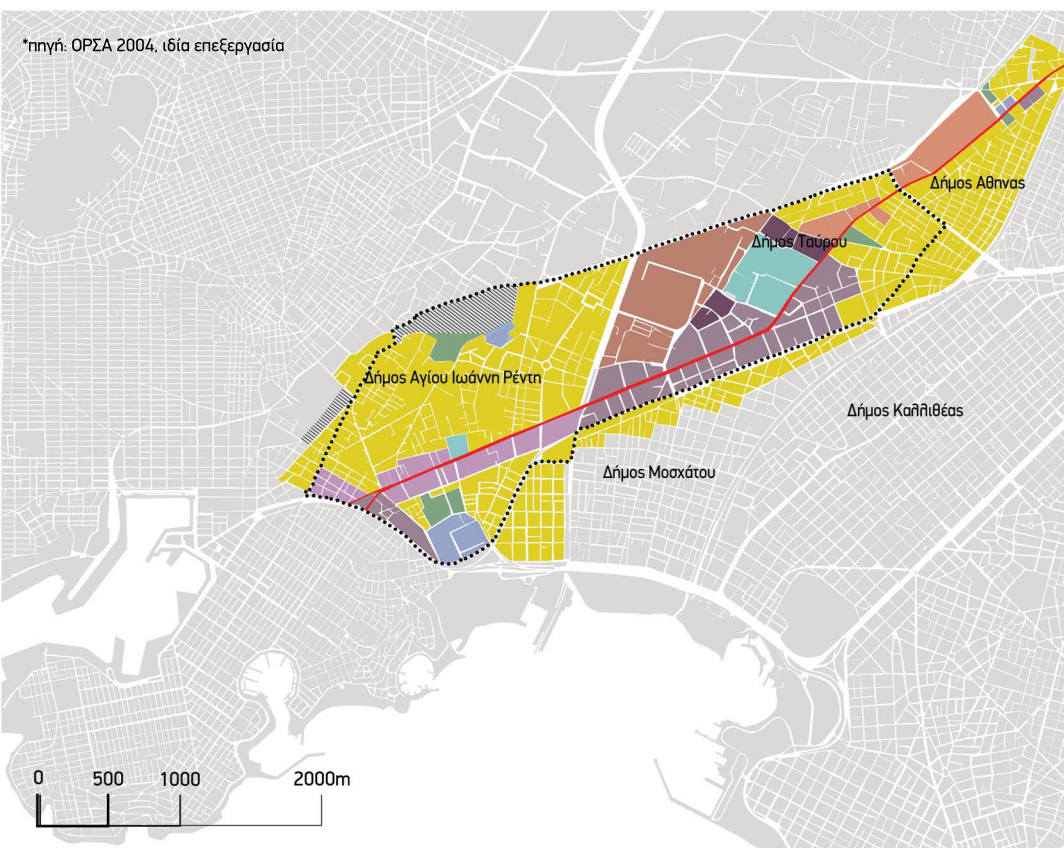 *πηγή: ΟΡΣΑ 2004, ιδία επεξεργασία
Δήμος Αθηνας
Δήμος Ταύρου
Δήμος Αγίου Ιωάννη Ρέντη
Δήμος Καλλιθέας
Δήμος Μοσχάτου
0 500 1000 2000m